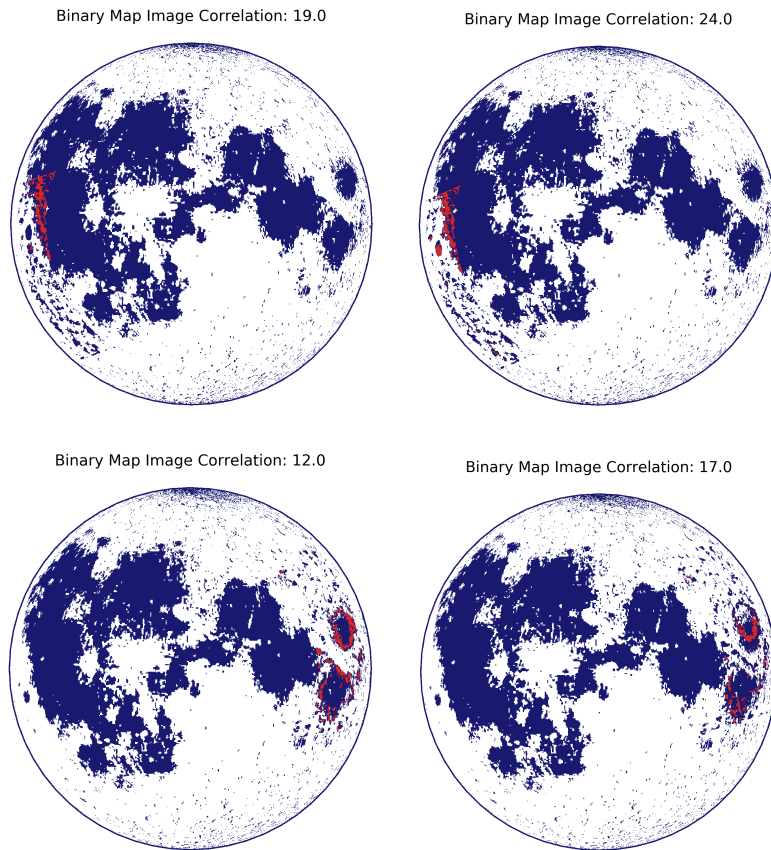 Binary Map Image Correlation: 19.0
Binary Map Image Correlation: 24.0
Binary Map Image Correlation: 12.0
Binary Map Image Correlation: 17.0